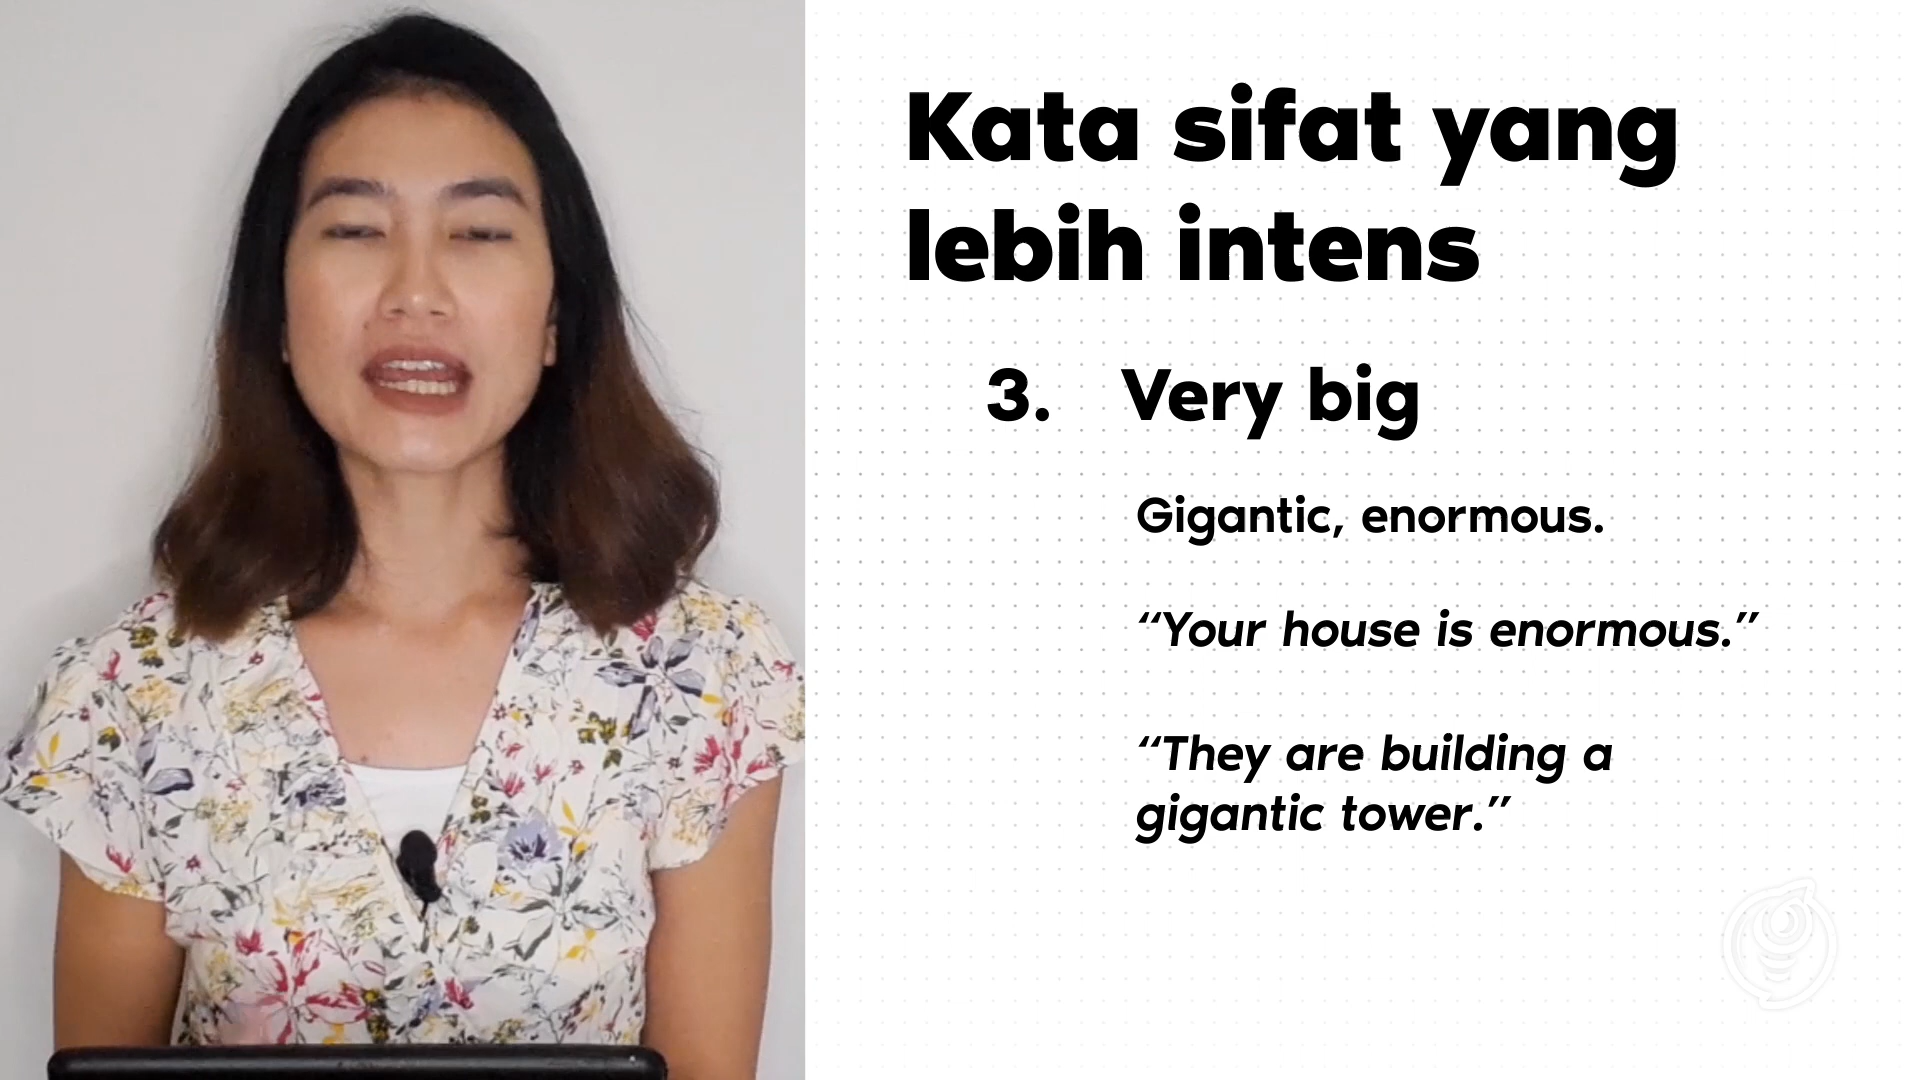 Kata sifat yang
lebih intens
3. Very big
Gigantic, enormous.
“Your house is enormous.”
“They are building a
gigantic tower.”